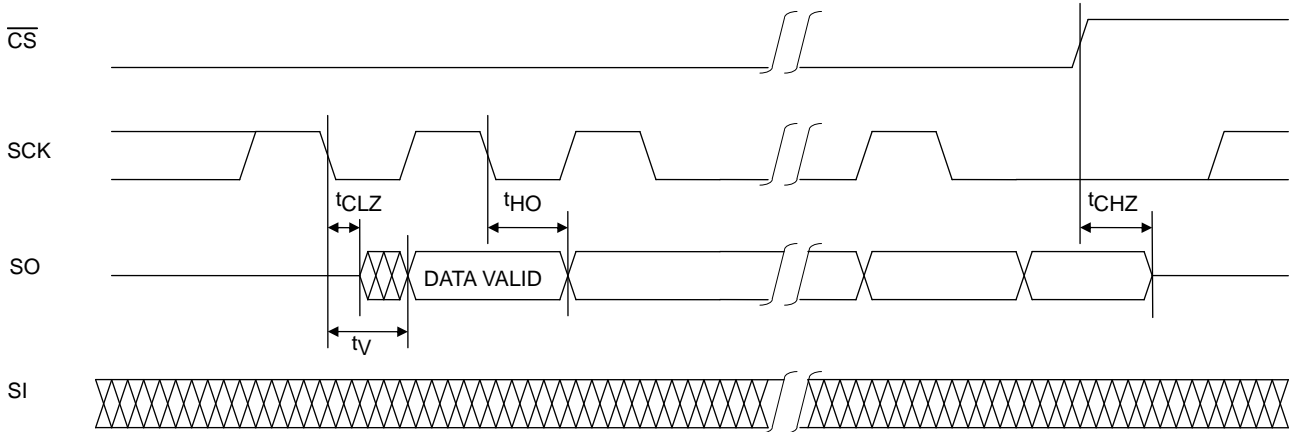 CS
SCK
tCLZ
tHO
tCHZ
SO
DATA VALID
tV
SI